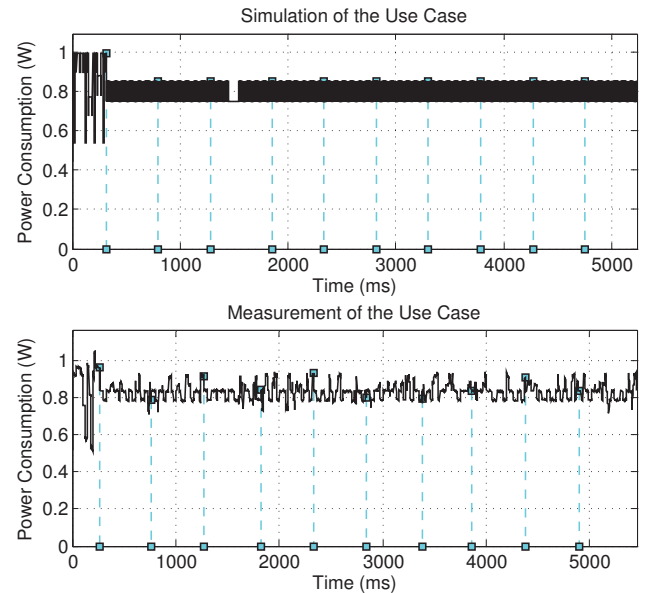 Simulation of the Use Case
Power Consumption (W)
1
0.8
0.6
0.4
0.2
0
0 1000 2000 3000 4000 5000
Time (ms)
Measurement of the Use Case
Power Consumption (W)
1
0.8
0.6
0.4
0.2
0
0 1000 2000 3000 4000 5000
Time (ms)